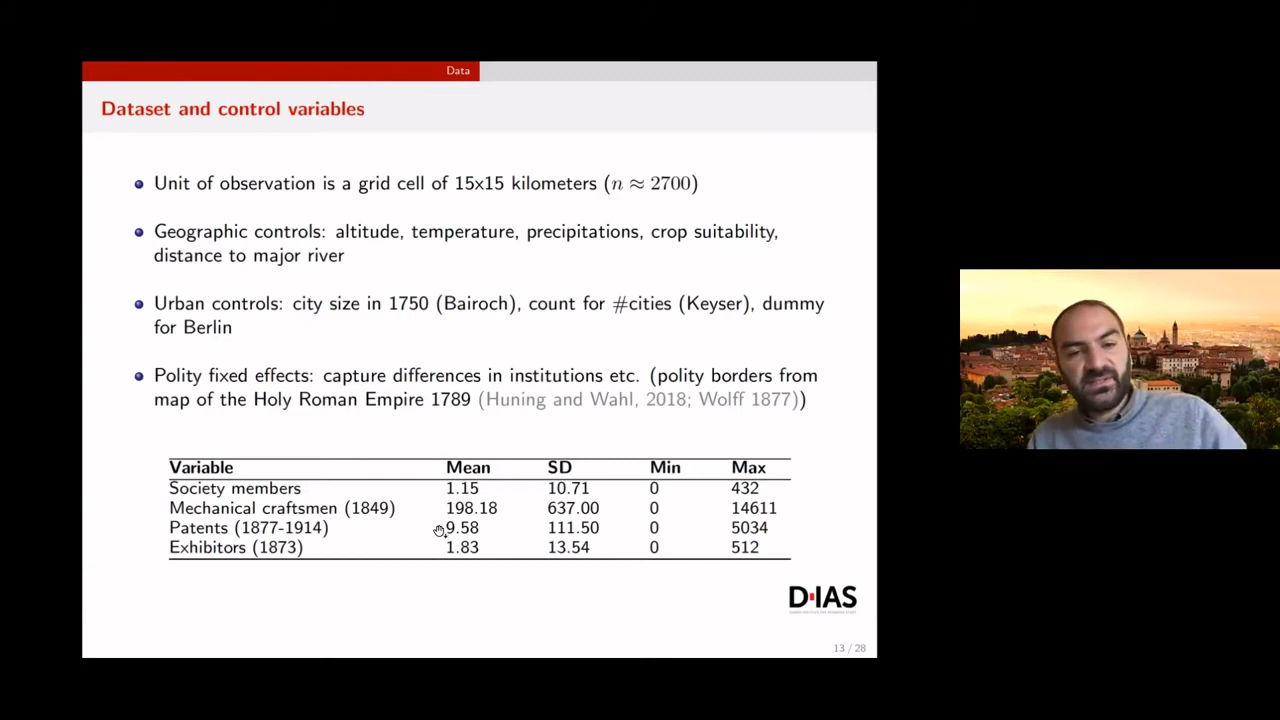 Data
Dataset and control variables
Unit of observation is a grid cell of 15x15 kilometers (n ≈ 2700)
Geographic controls: altitude, temperature, precipitations, crop suitability,
distance to major river
Urban controls: city size in 1750 (Bairoch), count for #cities (Keyser), dummy
for Berlin
Polity fixed effects: capture differences in institutions etc. (polity borders from
map of the Holy Roman Empire 1789 (Huning and Wahl, 2018; Wolff 1877))
Variable Mean SD Min Max
Society members 1.15 10.71 0 432
Mechanical craftsmen (1849) 198.18 637.00 0 14611
Patents (1877-1914) 9.58 111.50 0 5034
Exhibitors (1873) 1.83 13.54 0 512
D·IAS
13 / 28